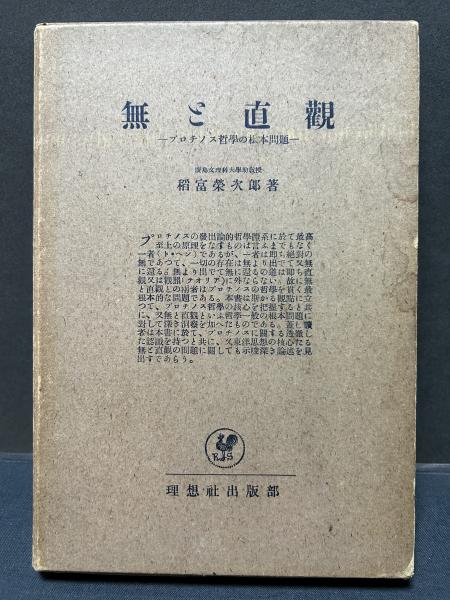 無と直觀
―プロチノス哲學の根本問題―
廣島文理科大學助敎授
稻富榮次郎著
プロチノスの發出論的哲學體系に於て最高
至上の原理をなすものは言ふまでもなく
一者(ト・ヘン)であるが、一者は即ち絕對の
無であつて、一切の存在は無より出でて又無
に還る。無より出でて無に還るの道は即ち直
觀又は觀照(テオリア)に外ならない。故に無
と直觀との兩者はプロチノスの哲學を貫く最
根本的な問題である。本書は斯かる觀點に立
つて、プロチノス哲學の核心を把握すると共
に、又無と直觀といふ哲學一般の根本問題に
對して深き洞察を加へたものである。蓋し讀
者は本書に於て、プロチノスに關する透徹し
た認識を持つと共に、又東洋思想の核心たる
無と直觀の問題に關しても示唆深き論述を見
出すであらう。
R S
理想社出版部